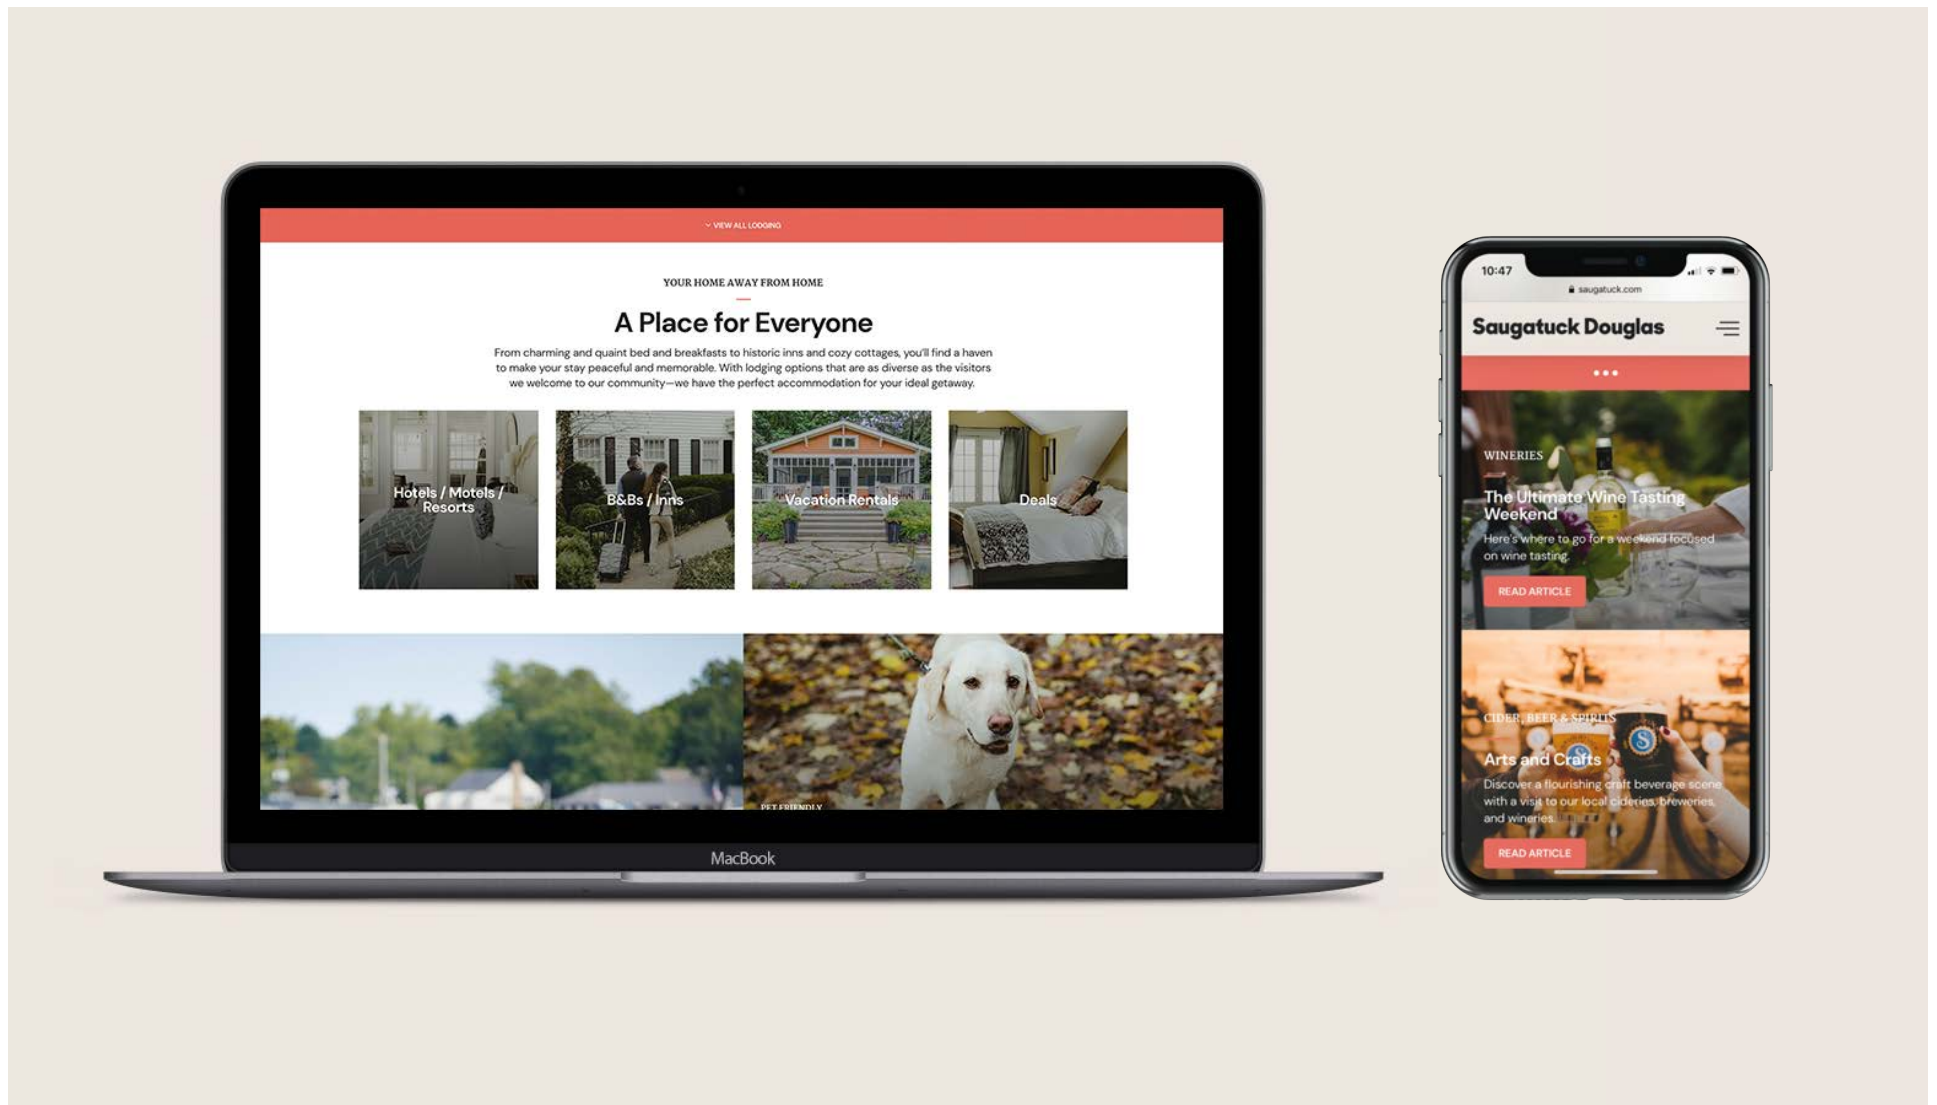 VIEW ALL LODGING
YOUR HOME AWAY FROM HOME
A Place for Everyone
From charming and quaint bed and breakfasts to historic inns and cozy cottages, you'll find a haven
to make your stay peaceful and memorable. With lodging options that are as diverse as the visitors
we welcome to our community—we have the perfect accommodation for your ideal getaway.
Hotels / Motels /
Resorts
B&Bs / Inns
Vacation Rentals
Deals
PET FRIENDLY
MacBook
10:47
saugatuck.com
Saugatuck Douglas
WINERIES
The Ultimate Wine Tasting
Weekend
Here's where to go for a weekend focused
on wine tasting.
READ ARTICLE
CIDER, BEER & SPIRITS
S
S
Arts and Crafts
Discover a flourishing craft beverage scene
with a visit to our local cideries, breweries,
and wineries.
READ ARTICLE